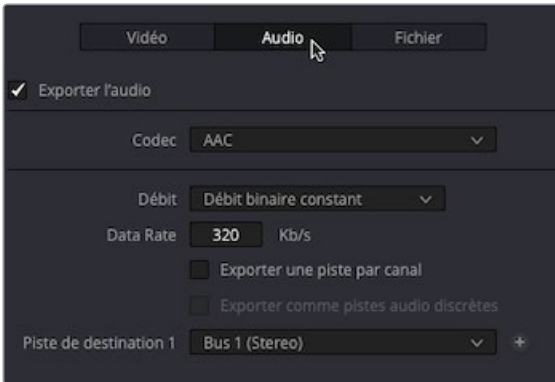 Vidéo Audio Fichier
Exporter l'audio
Codec AAC
Débit Débit binaire constant
Data Rate 320 Kb/s
Exporter une piste par canal
Exporter comme pistes audio discrètes
Piste de destination 1 Bus 1 (Stereo) +